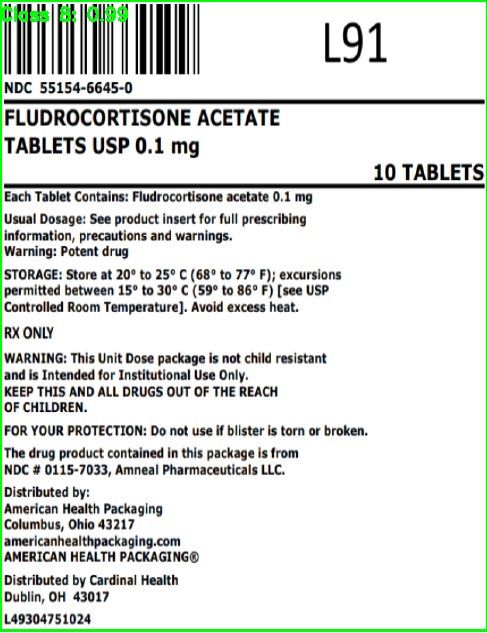 Class 8: 0.99
L91
NDC 55154-6645-0
FLUDROCORTISONE ACETATE
TABLETS USP 0.1 mg
10 TABLETS
Each Tablet Contains: Fludrocortisone acetate 0.1 mg
Usual Dosage: See product insert for full prescribing
information, precautions and warnings.
Warning: Potent drug
STORAGE: Store at 20° to 25° C (68° to 77° F); excursions
permitted between 15° to 30° C (59° to 86° F) [see USP
Controlled Room Temperature]. Avoid excess heat.
RX ONLY
WARNING: This Unit Dose package is not child resistant
and is Intended for Institutional Use Only.
KEEP THIS AND ALL DRUGS OUT OF THE REACH
OF CHILDREN.
FOR YOUR PROTECTION: Do not use if blister is torn or broken.
The drug product contained in this package is from
NDC # 0115-7033, Amneal Pharmaceuticals LLC.
Distributed by:
American Health Packaging
Columbus, Ohio 43217
americanhealthpackaging.com
AMERICAN HEALTH PACKAGING®
Distributed by Cardinal Health
Dublin, OH 43017
L49304751024